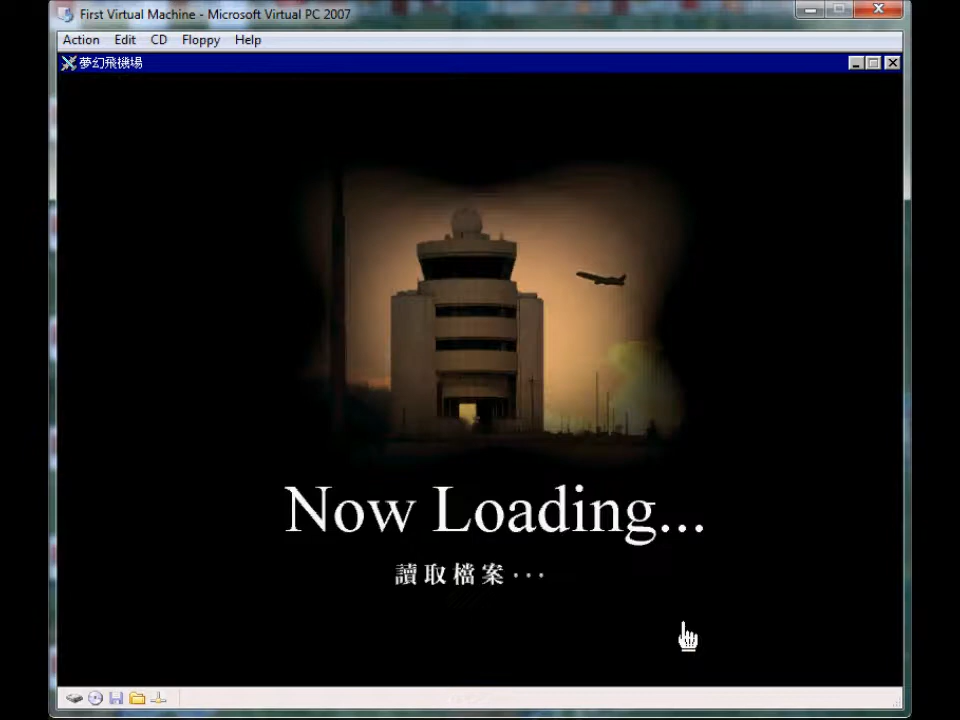 First Virtual Machine - Microsoft Virtual PC 2007
Action Edit CD Floppy Help
夢幻飛機場
Now Loading...
讀取檔案···